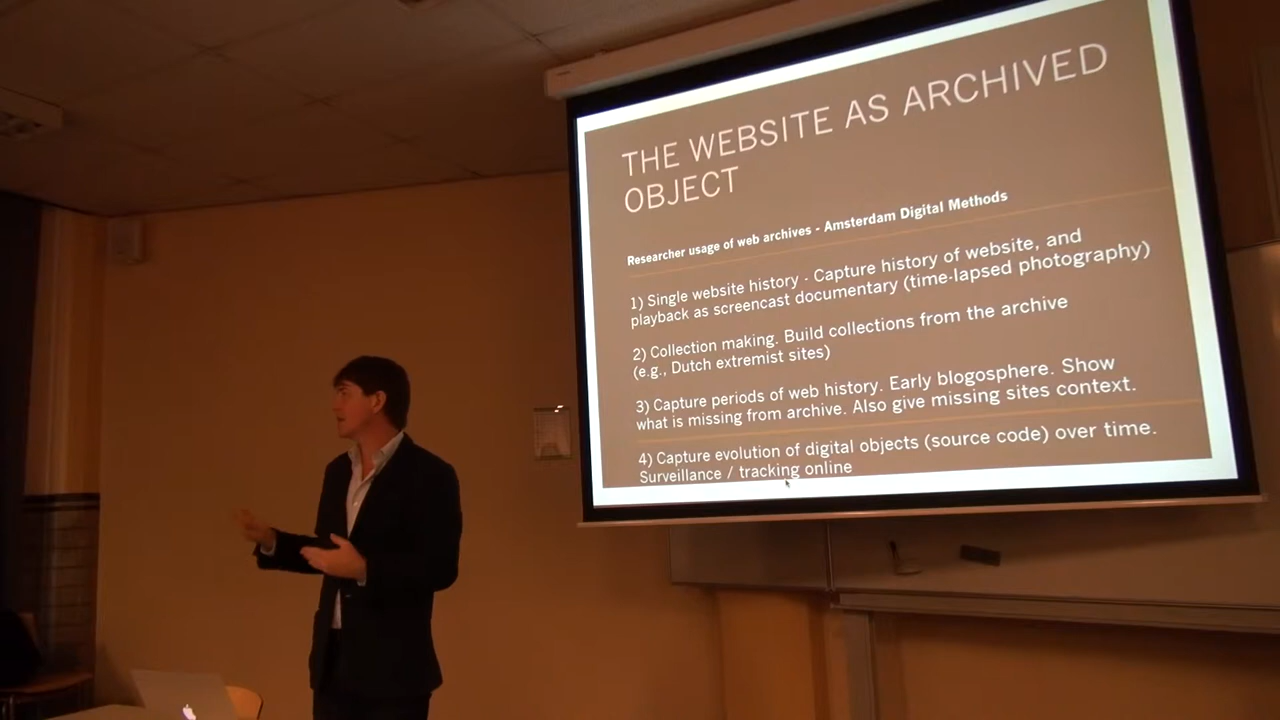 THE WEBSITE AS ARCHIVED
OBJECT
Researcher usage of web archives - Amsterdam Digital Methods
1) Single website history - Capture history of website, and
playback as screencast documentary (time-lapsed photography)
2) Collection making. Build collections from the archive
(e.g., Dutch extremist sites)
3) Capture periods of web history. Early blogosphere. Show
what is missing from archive. Also give missing sites context.
4) Capture evolution of digital objects (source code) over time.
Surveillance / tracking online